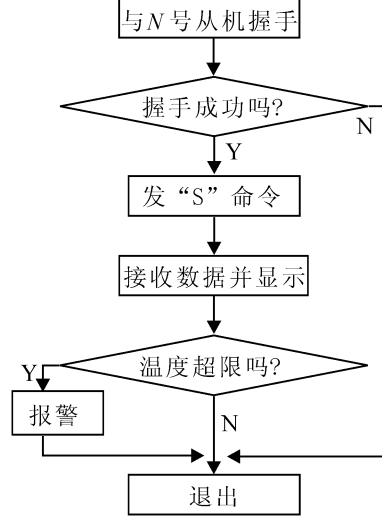 与N号从机握手
握手成功吗?
N
Y
发“S”命令
接收数据并显示
温度超限吗?
Y
报警
N
退出